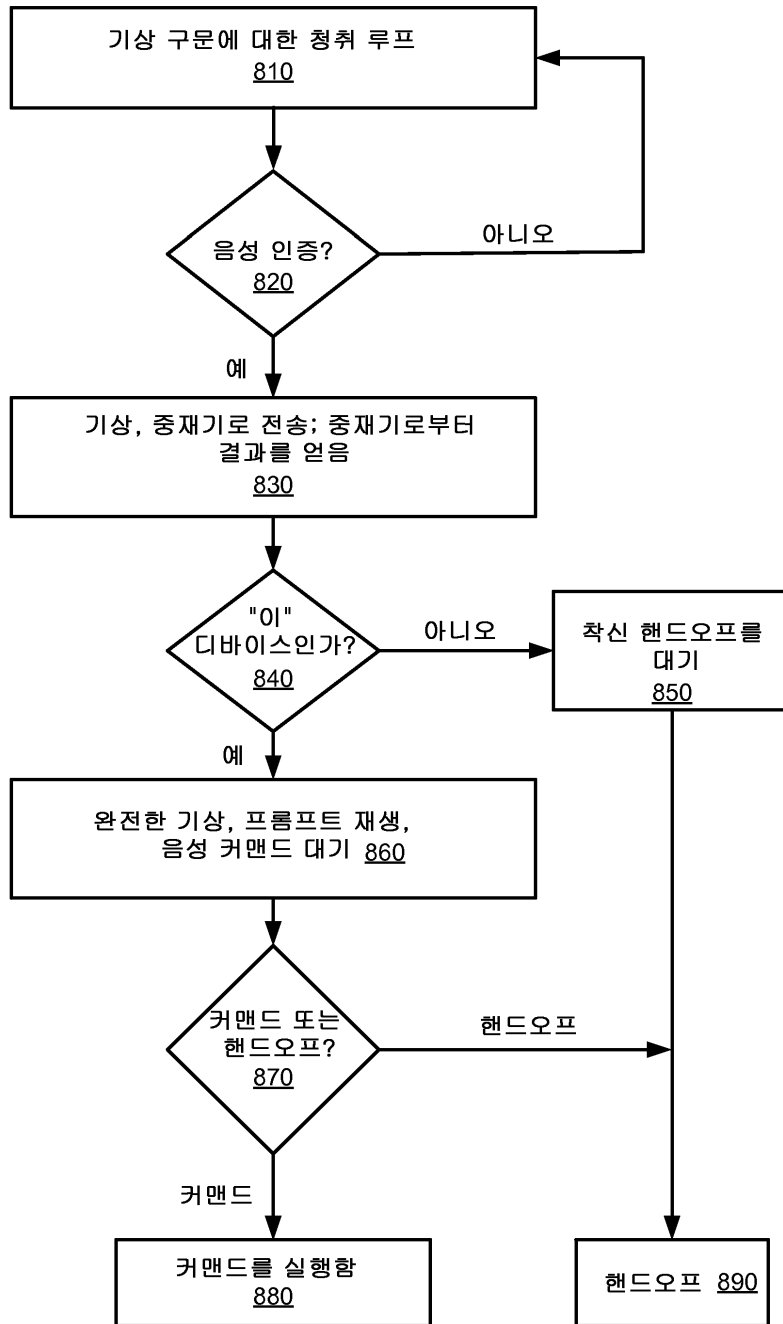 기상 구문에 대한 청취 루프
810
음성 인증?
820
아니오
예
기상, 중재기로 전송; 중재기로부터
결과를 얻음
830
"이"
디바이스인가?
840
아니오
착신 핸드오프를
대기
850
예
완전한 기상, 프롬프트 재생,
음성 커맨드 대기 860
커맨드 또는
핸드오프?
870
핸드오프
커맨드
커맨드를 실행함
880
핸드오프 890